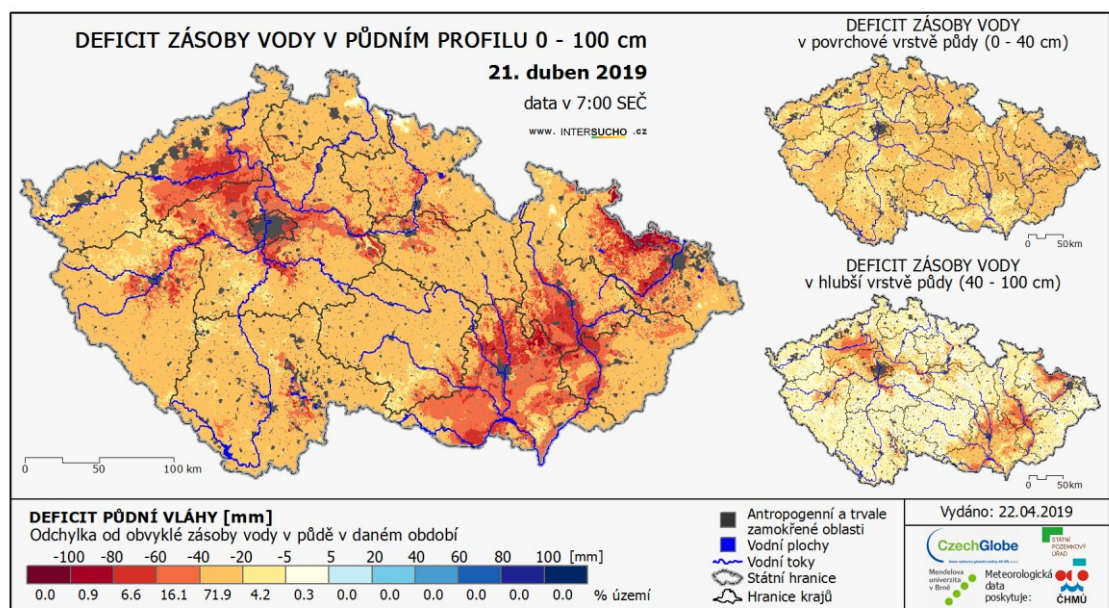 DEFICIT ZÁSOBY VODY V PŮDNÍM PROFILU 0 - 100 cm
21. duben 2019
data v 7:00 SEČ
www. INTERSUCHO .cz
0 50 100 km
DEFICIT ZÁSOBY VODY
v povrchové vrstvě půdy (0 - 40 cm)
0 50km
DEFICIT ZÁSOBY VODY
v hlubší vrstvě půdy (40 - 100 cm)
0 50km
DEFICIT PŮDNÍ VLÁHY [mm]
Odchylka od obvyklé zásoby vody v půdě v daném období
-100 -80 -60 -40 -20 -5 5 20 40 60 80 100 [mm]
0.0 0.9 6.6 16.1 71.9 4.2 0.3 0.0 0.0 0.0 0.0 0.0 0.0 % území
Antropogenní a trvale
zamokřené oblasti
Vodní plochy
Vodní toky
Státní hranice
Hranice krajů
Vydáno: 22.04.2019
CzechGlobe
STÁTNÍ
POZEMKOVÝ
ÚŘAD
Mendelova
univerzita
v Brně
Meteorologická
data
poskytuje:
ČHMÚ